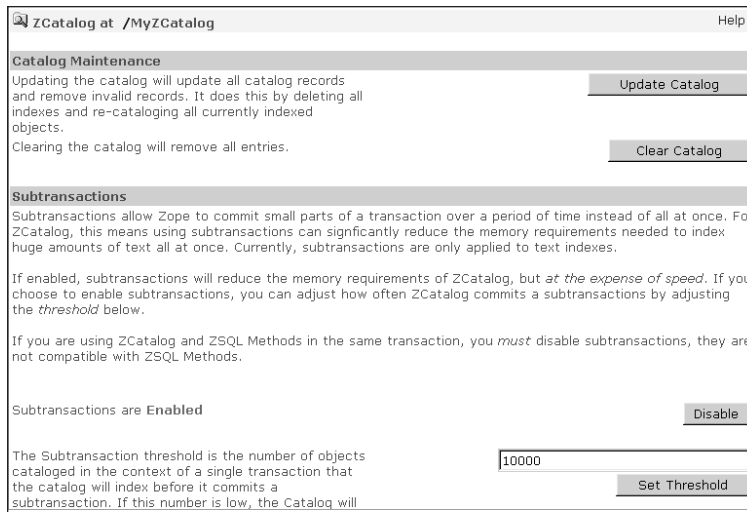 ZCatalog at /MyZCatalog
Help
Catalog Maintenance
Updating the catalog will update all catalog records
and remove invalid records. It does this by deleting all
indexes and re-cataloging all currently indexed
objects.
Update Catalog
Clearing the catalog will remove all entries.
Clear Catalog
Subtransactions
Subtransactions allow Zope to commit small parts of a transaction over a period of time instead of all at once. Fo
ZCatalog, this means using subtransactions can signficantly reduce the memory requirements needed to index
huge amounts of text all at once. Currently, subtransactions are only applied to text indexes.
If enabled, subtransactions will reduce the memory requirements of ZCatalog, but at the expense of speed. If you
choose to enable subtransactions, you can adjust how often ZCatalog commits a subtransactions by adjusting
the threshold below.
If you are using ZCatalog and ZSQL Methods in the same transaction, you must disable subtransactions, they are
not compatible with ZSQL Methods.
Subtransactions are Enabled
Disable
The Subtransaction threshold is the number of objects
cataloged in the context of a single transaction that
the catalog will index before it commits a
subtransaction. If this number is low, the Catalog will
10000
Set Threshold